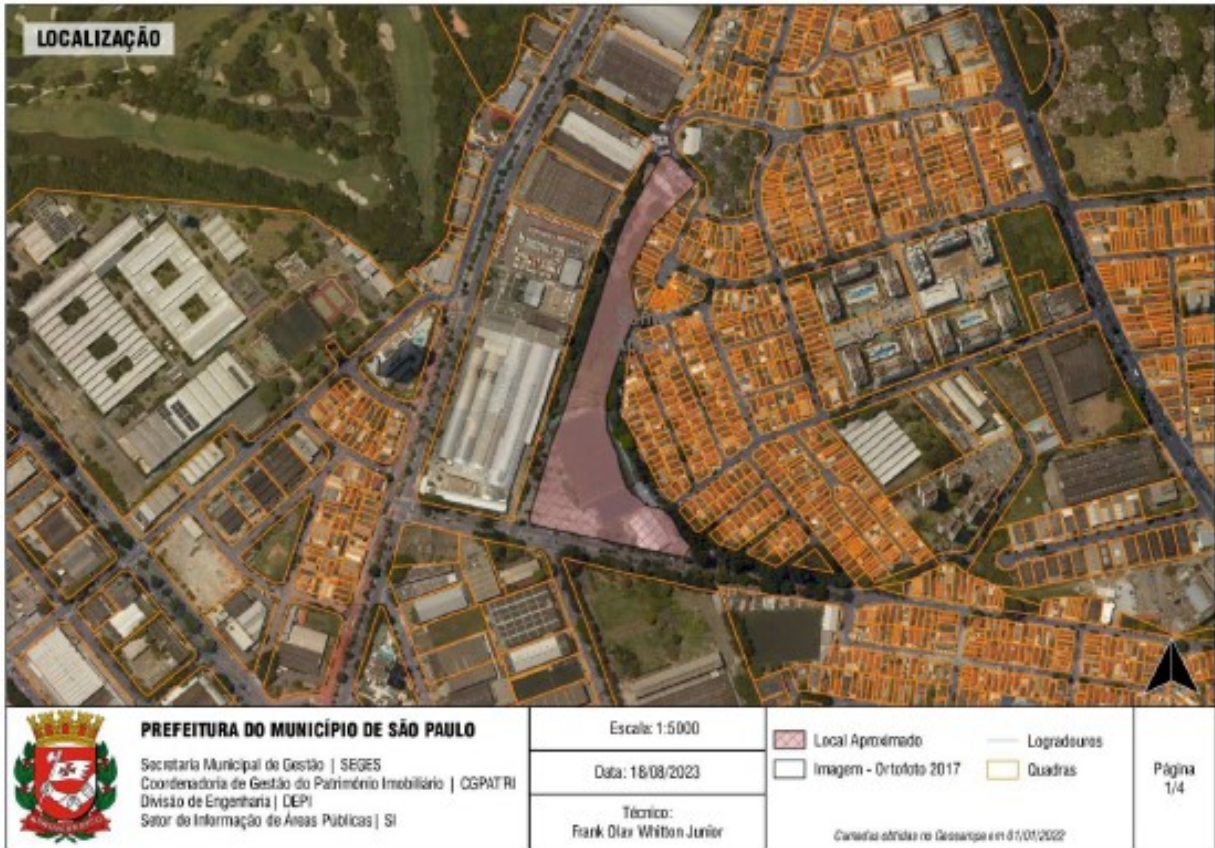 LOCALIZAÇÃO
PREFEITURA DO MUNICÍPIO DE SÃO PAULO
Secretaria Municipal de Gestão | SEGES
Coordenadoria de Gestão do Patrimônio Imobiliário | CGPATRI
Divisão de Engenharia | DEPI
Setor de Informação de Áreas Públicas | SI
Escala: 1:5000
Data: 18/08/2023
Técnico:
Frank Olav Whitton Junior
Local Aproximado
Imagem - Ortofoto 2017
Logradouros
Quadras
Camadas obtidas no Geosampa em 01/01/2022
Página
1/4